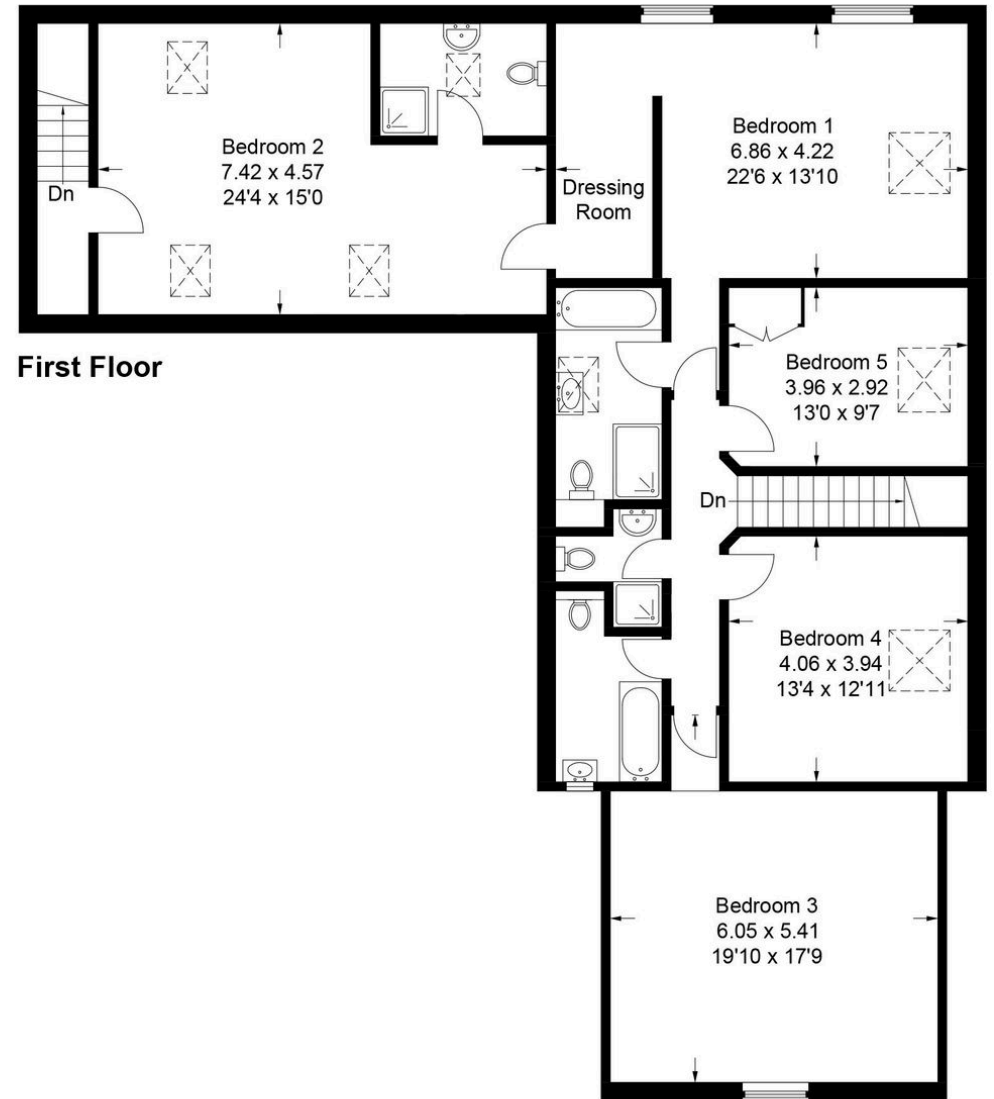 Bedroom 2
7.42 x 4.57
24'4 x 15'0
Dn
Dressing
Room
Bedroom 1
6.86 x 4.22
22'6 x 13'10
First Floor
Bedroom 5
3.96 x 2.92
13'0 x 9'7
Dn
Bedroom 4
4.06 x 3.94
13'4 x 12'11
Bedroom 3
6.05 x 5.41
19'10 x 17'9